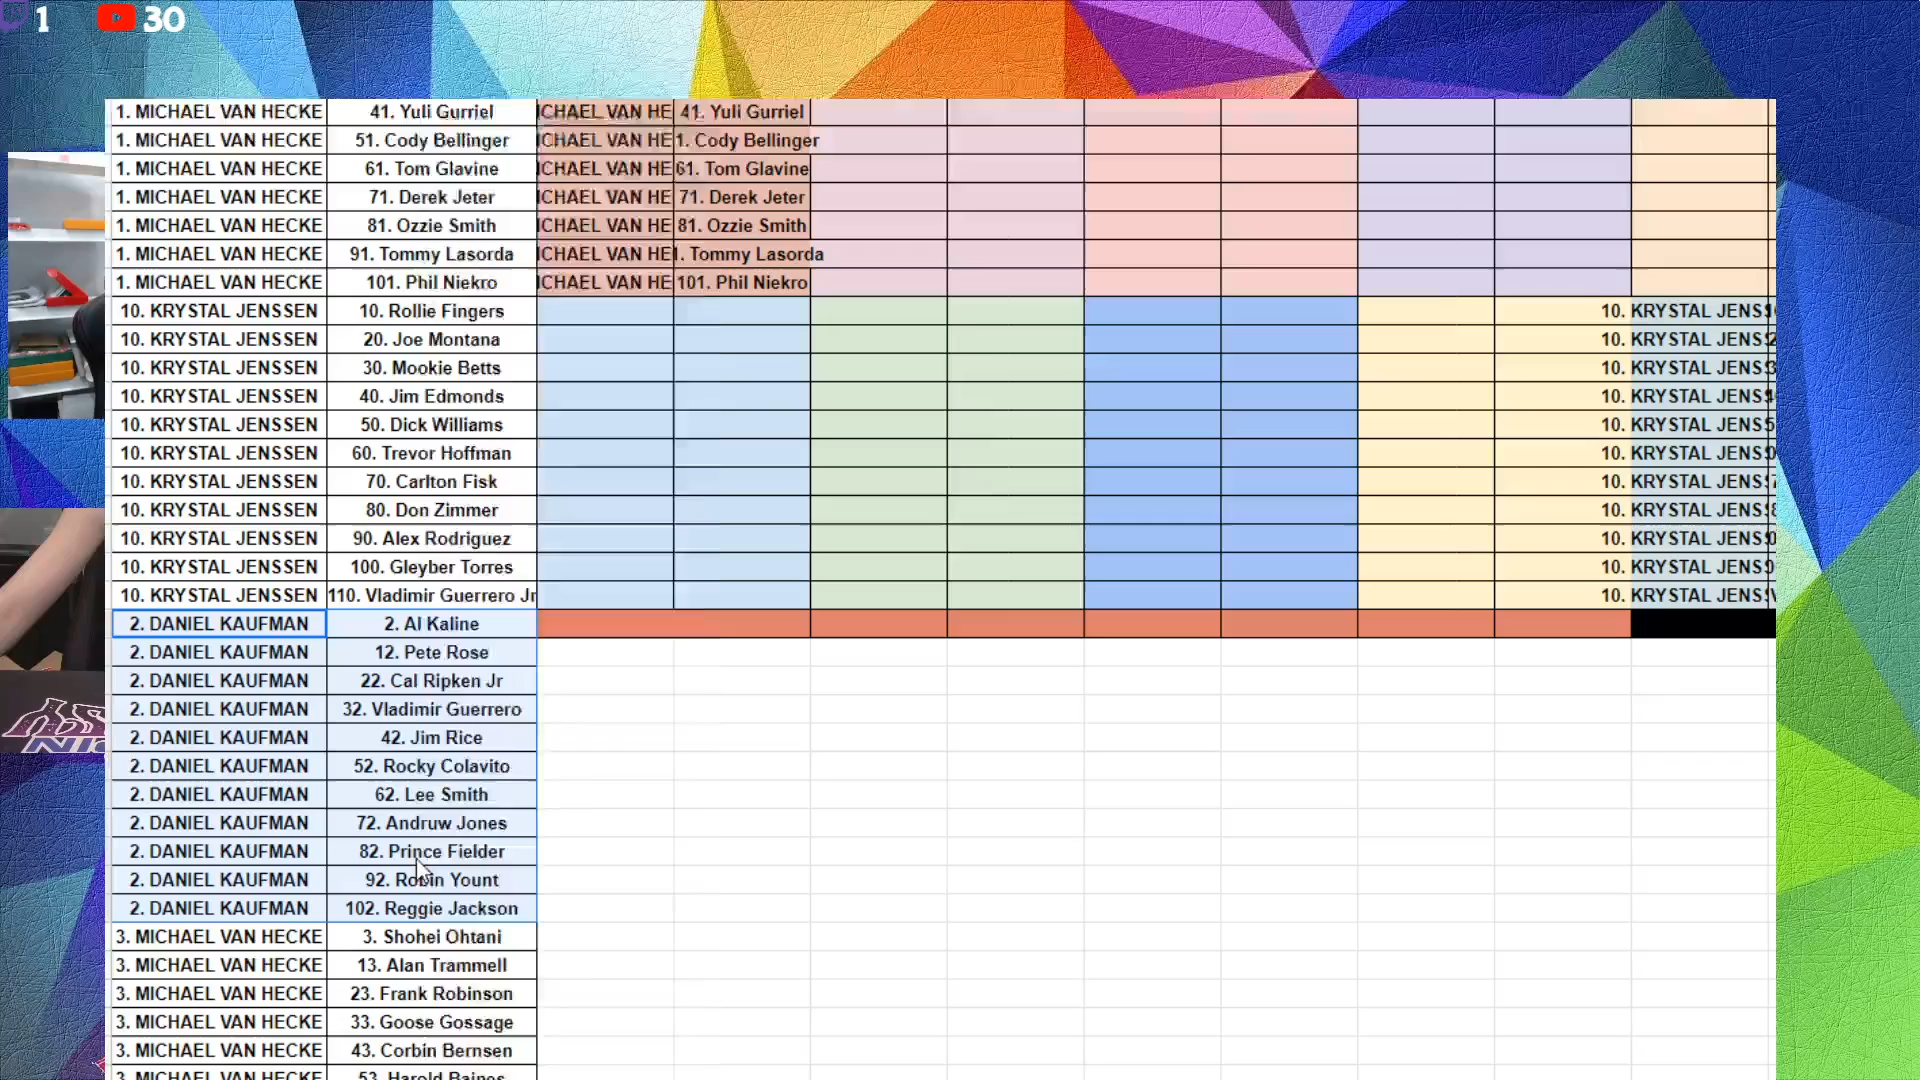 1 30
1. MICHAEL VAN HECKE 41. Yuli Gurriel ICHAEL VAN HE 41. Yuli Gurriel
1. MICHAEL VAN HECKE 51. Cody Bellinger ICHAEL VAN HE 1. Cody Bellinger
1. MICHAEL VAN HECKE 61. Tom Glavine ICHAEL VAN HE 61. Tom Glavine
1. MICHAEL VAN HECKE 71. Derek Jeter ICHAEL VAN HE 71. Derek Jeter
1. MICHAEL VAN HECKE 81. Ozzie Smith ICHAEL VAN HE 81. Ozzie Smith
1. MICHAEL VAN HECKE 91. Tommy Lasorda ICHAEL VAN HE . Tommy Lasorda
1. MICHAEL VAN HECKE 101. Phil Niekro ICHAEL VAN HE 101. Phil Niekro
10. KRYSTAL JENSSEN 10. Rollie Fingers 10. KRYSTAL JENS
10. KRYSTAL JENSSEN 20. Joe Montana 10. KRYSTAL JENS
10. KRYSTAL JENSSEN 30. Mookie Betts 10. KRYSTAL JENS
10. KRYSTAL JENSSEN 40. Jim Edmonds 10. KRYSTAL JENS
10. KRYSTAL JENSSEN 50. Dick Williams 10. KRYSTAL JENS
10. KRYSTAL JENSSEN 60. Trevor Hoffman 10. KRYSTAL JENS
10. KRYSTAL JENSSEN 70. Carlton Fisk 10. KRYSTAL JENS
10. KRYSTAL JENSSEN 80. Don Zimmer 10. KRYSTAL JENS
10. KRYSTAL JENSSEN 90. Alex Rodriguez 10. KRYSTAL JENS
10. KRYSTAL JENSSEN 100. Gleyber Torres 10. KRYSTAL JENS
10. KRYSTAL JENSSEN 110. Vladimir Guerrero Jr 10. KRYSTAL JENS
2. DANIEL KAUFMAN 2. Al Kaline
2. DANIEL KAUFMAN 12. Pete Rose
2. DANIEL KAUFMAN 22. Cal Ripken Jr
2. DANIEL KAUFMAN 32. Vladimir Guerrero
2. DANIEL KAUFMAN 42. Jim Rice
2. DANIEL KAUFMAN 52. Rocky Colavito
2. DANIEL KAUFMAN 62. Lee Smith
2. DANIEL KAUFMAN 72. Andruw Jones
2. DANIEL KAUFMAN 82. Prince Fielder
2. DANIEL KAUFMAN 92. Robin Yount
2. DANIEL KAUFMAN 102. Reggie Jackson
3. MICHAEL VAN HECKE 3. Shohei Ohtani
3. MICHAEL VAN HECKE 13. Alan Trammell
3. MICHAEL VAN HECKE 23. Frank Robinson
3. MICHAEL VAN HECKE 33. Goose Gossage
3. MICHAEL VAN HECKE 43. Corbin Bernsen
3. MICHAEL VAN HECKE 53. Harold Baines